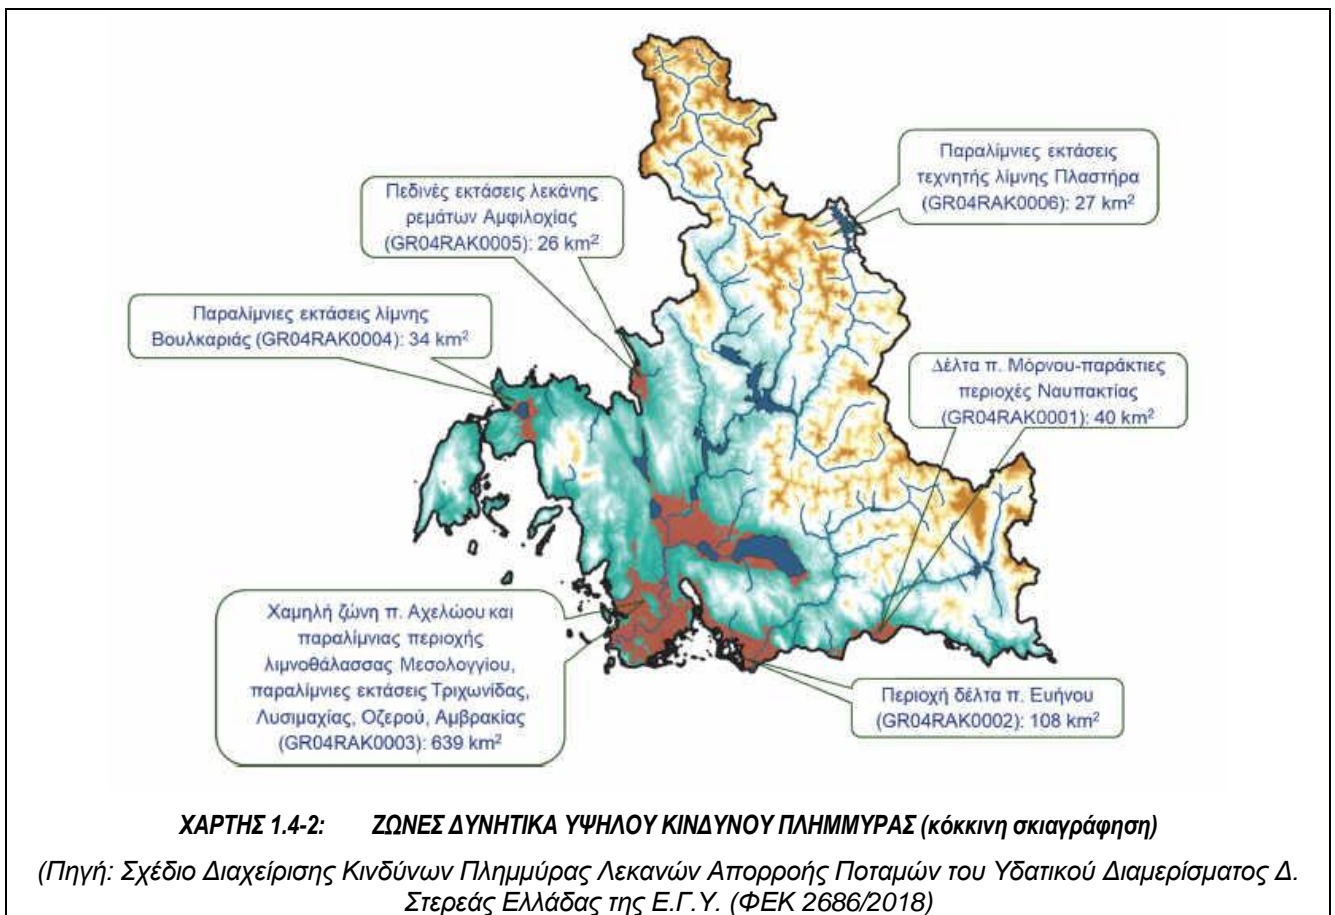 Παραλίμνιες εκτάσεις
τεχνητής λίμνης Πλαστήρα
(GR04RAK0006): 27 km²
Πεδινές εκτάσεις λεκάνης
ρεμάτων Αμφιλοχίας
(GR04RAK0005): 26 km²
Παραλίμνιες εκτάσεις λίμνης
Βουλκαριάς (GR04RAK0004): 34 km²
Δέλτα π. Μόρνου-παράκτιες
περιοχές Ναυπακτίας
(GR04RAK0001): 40 km²
Χαμηλή ζώνη π. Αχελώου και
παραλίμνιας περιοχής
λιμνοθάλασσας Μεσολογγίου,
παραλίμνιες εκτάσεις Τριχωνίδας,
Λυσιμαχίας, Οζερού, Αμβρακίας
(GR04RAK0003): 639 km²
Περιοχή δέλτα π. Ευήνου
(GR04RAK0002): 108 km²
ΧΑΡΤΗΣ 1.4-2: ΖΩΝΕΣ ΔΥΝΗΤΙΚΑ ΥΨΗΛΟΥ ΚΙΝΔΥΝΟΥ ΠΛΗΜΜΥΡΑΣ (κόκκινη σκιαγράφηση)
(Πηγή: Σχέδιο Διαχείρισης Κινδύνων Πλημμύρας Λεκανών Απορροής Ποταμών του Υδατικού Διαμερίσματος Δ.
Στερεάς Ελλάδας της Ε.Γ.Υ. (ΦΕΚ 2686/2018)